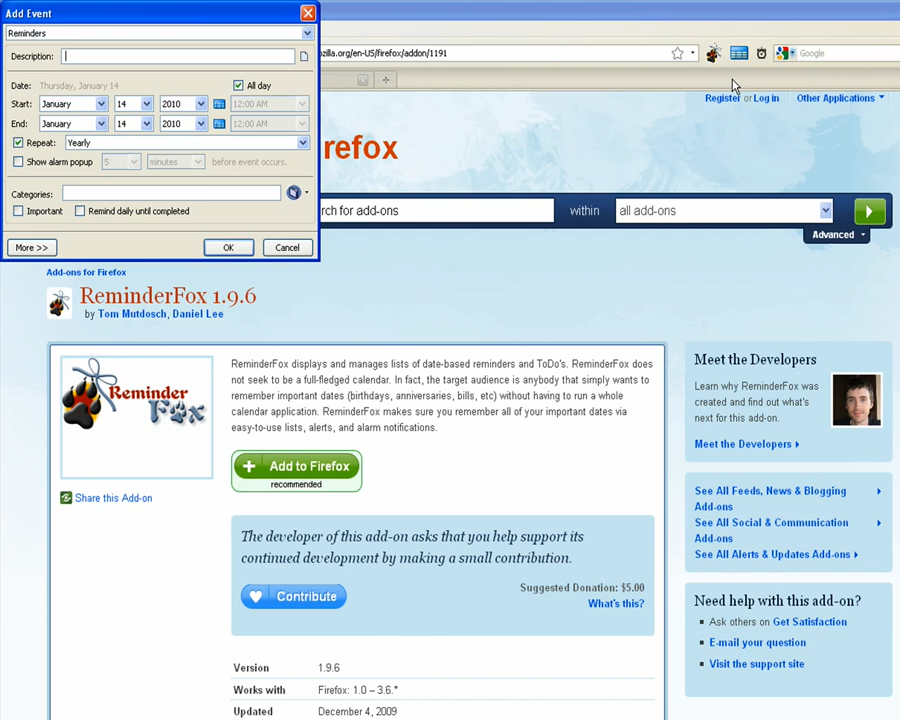 Add Event
Reminders
Description:
Date: Thursday, January 14 All day
Start: January 14 2010 12:00 AM
End: January 14 2010 12:00 AM
Repeat: Yearly
Show alarm popup 5 minutes before event occurs.
Categories:
Important Remind daily until completed
More >> OK Cancel
zilla.org/en-US/firefox/addon/1191
Google
Register or Log in Other Applications
refox
rch for add-ons within all add-ons
Advanced
Add-ons for Firefox
ReminderFox 1.9.6
by Tom Mutdosch, Daniel Lee
Reminder
Fox
Share this Add-on
ReminderFox displays and manages lists of date-based reminders and ToDo's. ReminderFox does
not seek to be a full-fledged calendar. In fact, the target audience is anybody that simply wants to
remember important dates (birthdays, anniversaries, bills, etc) without having to run a whole
calendar application. ReminderFox makes sure you remember all of your important dates via
easy-to-use lists, alerts, and alarm notifications.
Add to Firefox
recommended
The developer of this add-on asks that you help support its
continued development by making a small contribution.
Contribute
Suggested Donation: $5.00
What's this?
Version 1.9.6
Works with Firefox: 1.0 – 3.6.*
Updated December 4, 2009
Meet the Developers
Learn why ReminderFox was
created and find out what's
next for this add-on.
Meet the Developers
See All Feeds, News & Blogging
Add-ons
See All Social & Communication
Add-ons
See All Alerts & Updates Add-ons
Need help with this add-on?
Ask others on Get Satisfaction
E-mail your question
Visit the support site